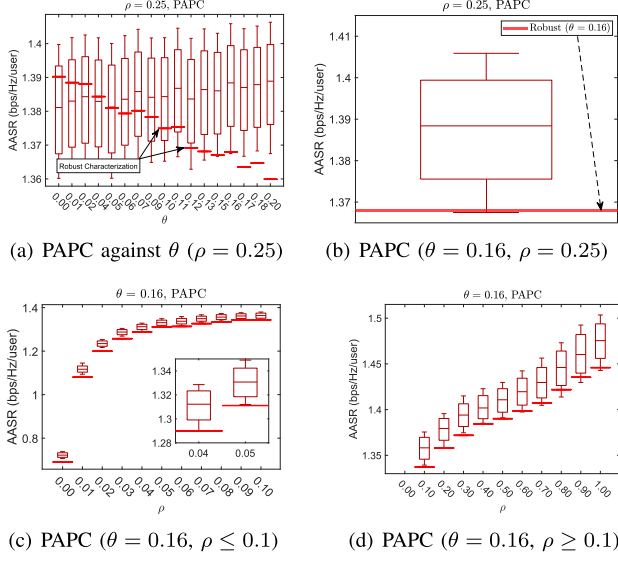 ρ = 0.25, PAPC
AASR (bps/Hz/user)
1.4
1.39
1.38
1.37
1.36
Robust Characterization
0.00 0.01 0.02 0.04 0.05 0.06 0.07 0.09 0.10 0.11 0.12 0.13 0.15 0.16 0.17 0.18 0.20
θ
(a) PAPC against θ (ρ = 0.25)
ρ = 0.25, PAPC
AASR (bps/Hz/user)
1.41
1.4
1.39
1.38
1.37
Robust (θ = 0.16)
(b) PAPC (θ = 0.16, ρ = 0.25)
θ = 0.16, PAPC
AASR (bps/Hz/user)
1.4
1.2
1
0.8
1.34
1.32
1.3
1.28
0.04 0.05
0.00 0.01 0.02 0.03 0.04 0.05 0.06 0.07 0.08 0.09 0.10
ρ
(c) PAPC (θ = 0.16, ρ ≤ 0.1)
θ = 0.16, PAPC
AASR (bps/Hz/user)
1.5
1.45
1.4
1.35
0.00 0.10 0.20 0.30 0.40 0.50 0.60 0.70 0.80 0.90 1.00
ρ
(d) PAPC (θ = 0.16, ρ ≥ 0.1)